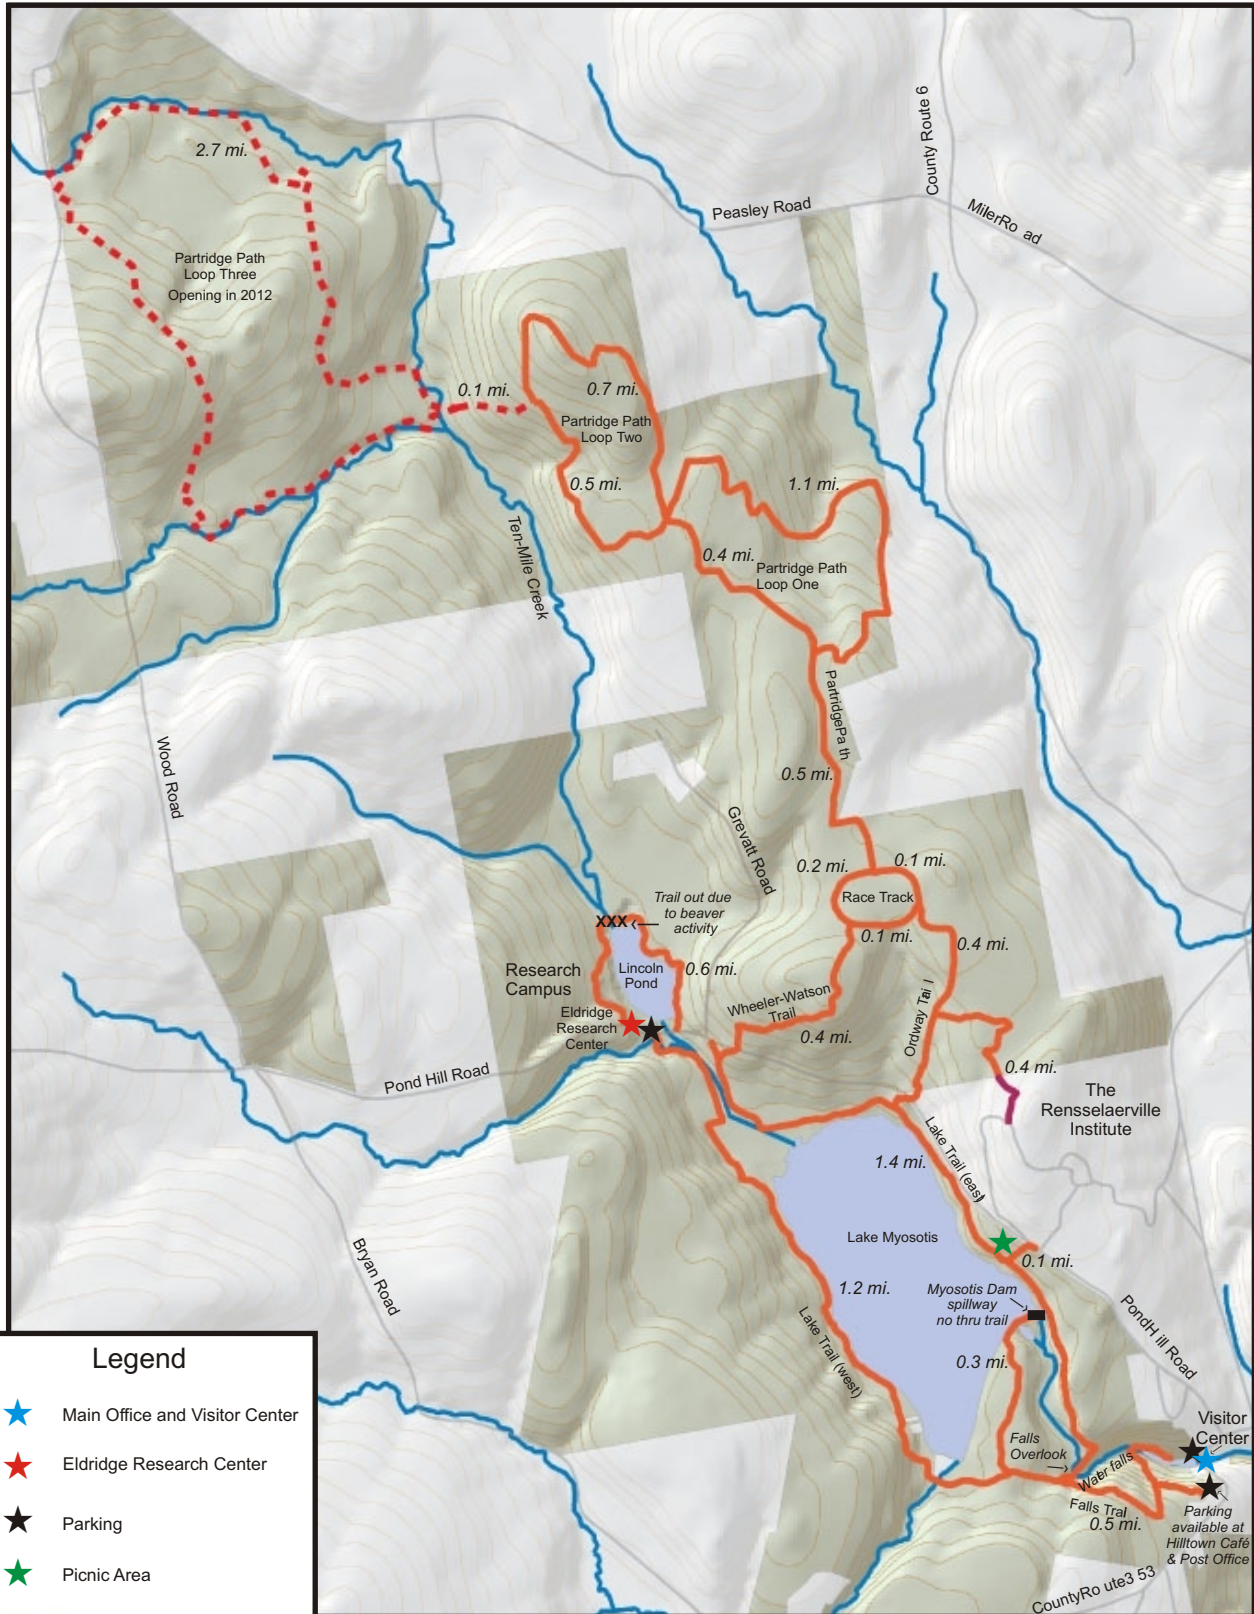 2.7 mi.
County Route 6
Peasley Road
MilerRo ad
Partridge Path
Loop Three
Opening in 2012
0.1 mi.
0.7 mi.
Partridge Path
Loop Two
0.5 mi.
1.1 mi.
0.4 mi.
Partridge Path
Loop One
Ten-Mile Creek
PartridgePa th
Wood Road
0.5 mi.
Grevatt Road
0.2 mi.
0.1 mi.
Race Track
Trail out due
to beaver
activity
XXX
0.1 mi.
0.4 mi.
Research
Campus
Lincoln
Pond
0.6 mi.
Wheeler-Watson
Trail
Ordway Trai l
Eldridge
Research
Center
0.4 mi.
Pond Hill Road
0.4 mi.
The
Rensselaerville
Institute
Lake Trail (east)
1.4 mi.
Lake Myosotis
0.1 mi.
Bryan Road
1.2 mi.
Myosotis Dam
spillway
no thru trail
PondH ill Road
Lake Trail (west)
0.3 mi.
Legend
Main Office and Visitor Center
Eldridge Research Center
Parking
Picnic Area
Visitor
Center
Falls
Overlook
Water falls
Falls Trail
0.5 mi.
Parking
available at
Hilltown Café
& Post Office
CountyRo ute3 53